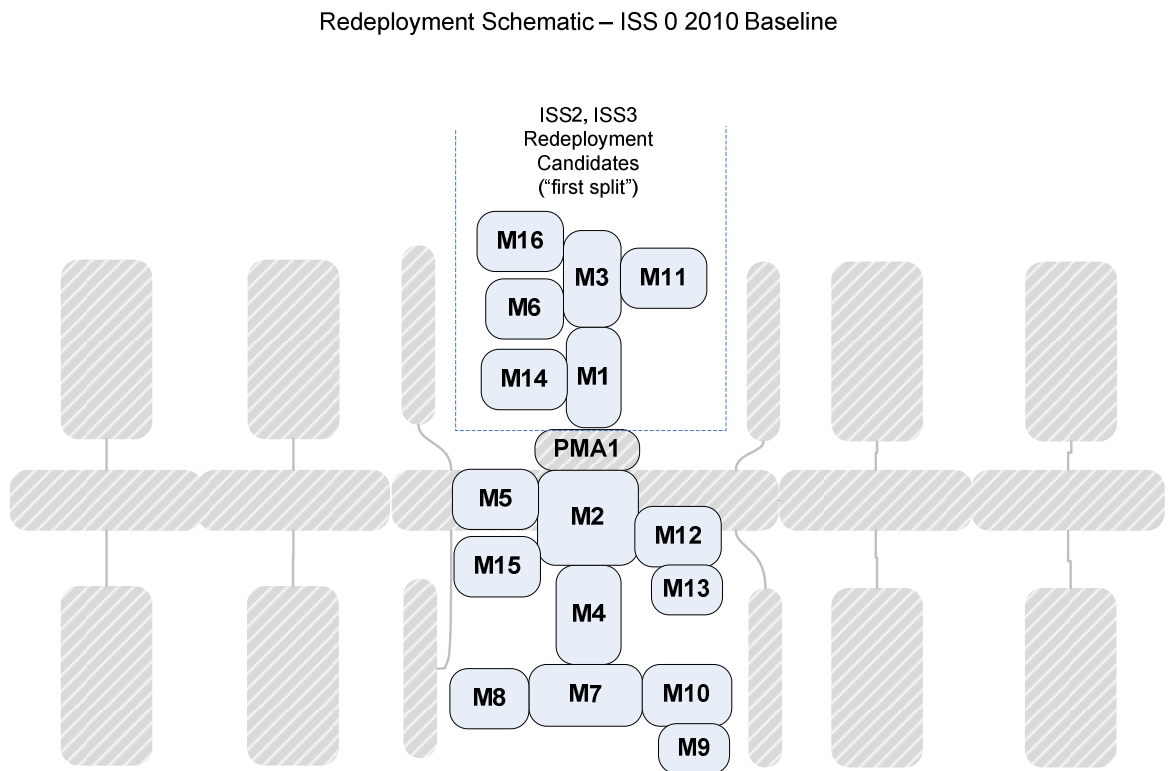 Redeployment Schematic – ISS 0 2010 Baseline
ISS2, ISS3
Redeployment
Candidates
(“first split”)
M16
M3
M11
M6
M14
M1
PMA1
M5
M2
M12
M15
M13
M4
M8
M7
M10
M9